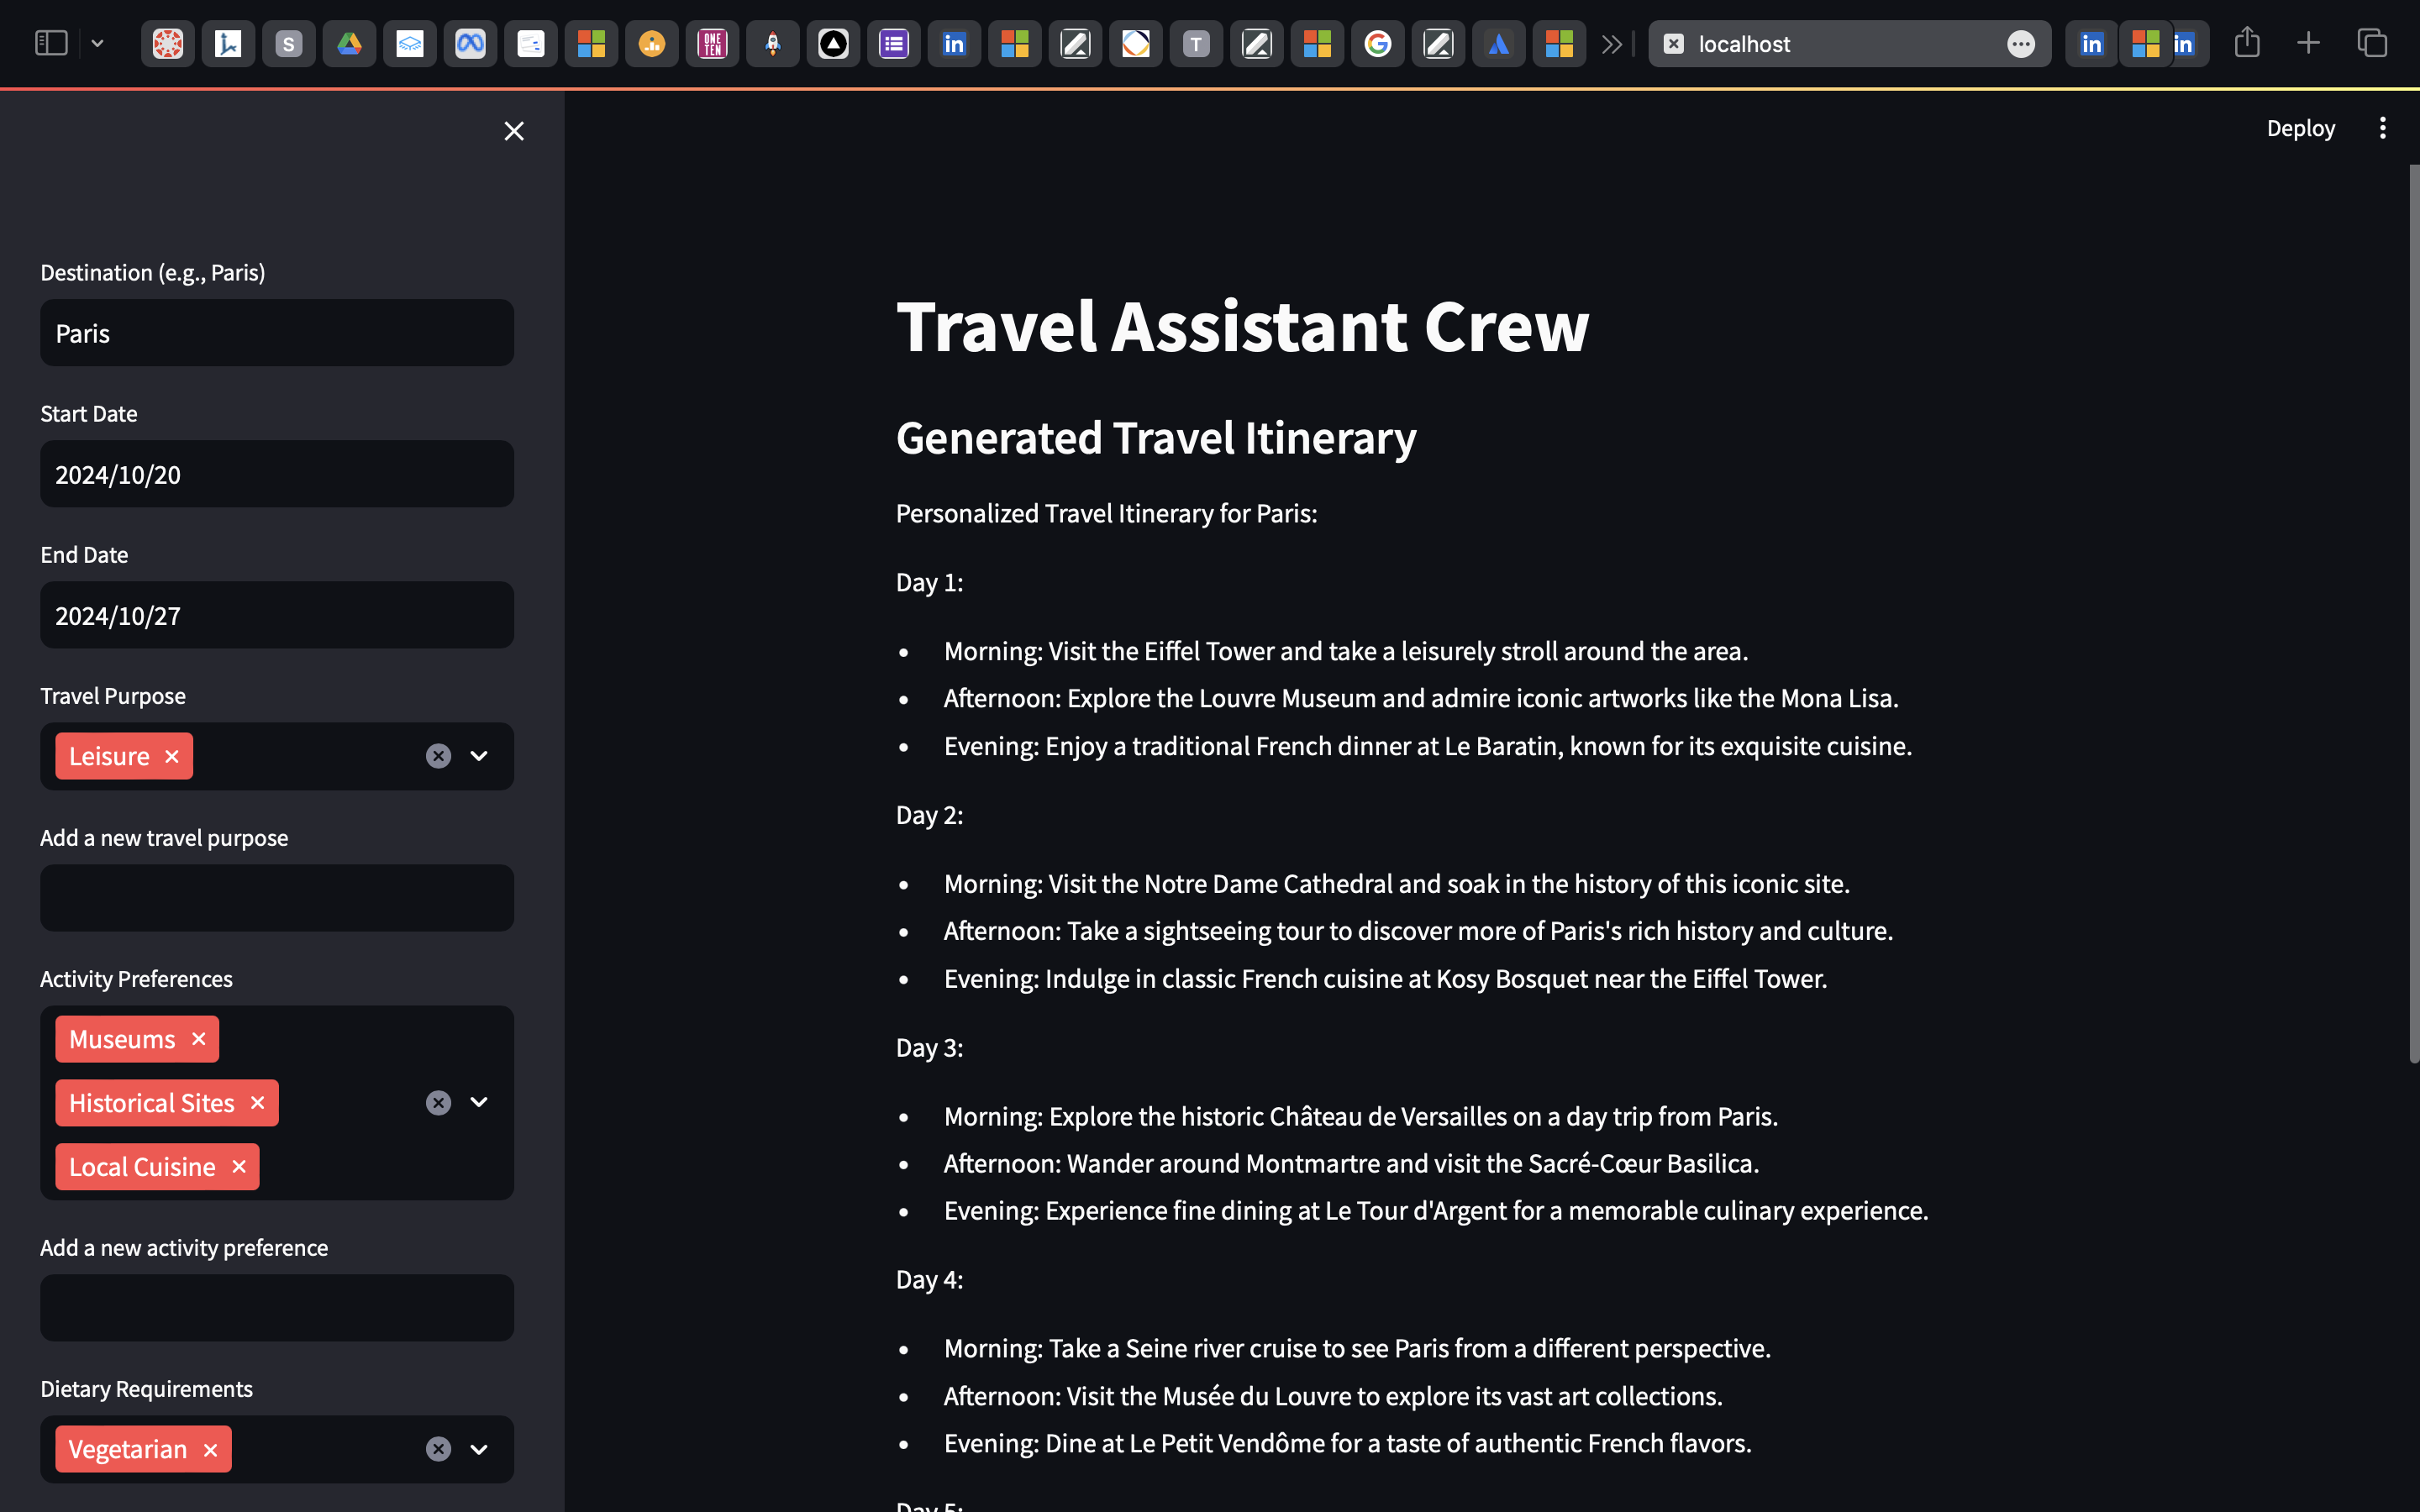 S
ONE
TEN
in
T
localhost
in
in
Deploy
Destination (e.g., Paris)
Paris
Start Date
2024/10/20
End Date
2024/10/27
Travel Purpose
Leisure
Add a new travel purpose
Activity Preferences
Museums
Historical Sites
Local Cuisine
Add a new activity preference
Dietary Requirements
Vegetarian
Travel Assistant Crew
Generated Travel Itinerary
Personalized Travel Itinerary for Paris:
Day 1:
• Morning: Visit the Eiffel Tower and take a leisurely stroll around the area.
• Afternoon: Explore the Louvre Museum and admire iconic artworks like the Mona Lisa.
• Evening: Enjoy a traditional French dinner at Le Baratin, known for its exquisite cuisine.
Day 2:
• Morning: Visit the Notre Dame Cathedral and soak in the history of this iconic site.
• Afternoon: Take a sightseeing tour to discover more of Paris's rich history and culture.
• Evening: Indulge in classic French cuisine at Kosy Bosquet near the Eiffel Tower.
Day 3:
• Morning: Explore the historic Château de Versailles on a day trip from Paris.
• Afternoon: Wander around Montmartre and visit the Sacré-Cœur Basilica.
• Evening: Experience fine dining at Le Tour d'Argent for a memorable culinary experience.
Day 4:
• Morning: Take a Seine river cruise to see Paris from a different perspective.
• Afternoon: Visit the Musée du Louvre to explore its vast art collections.
• Evening: Dine at Le Petit Vendôme for a taste of authentic French flavors.
Day 5: